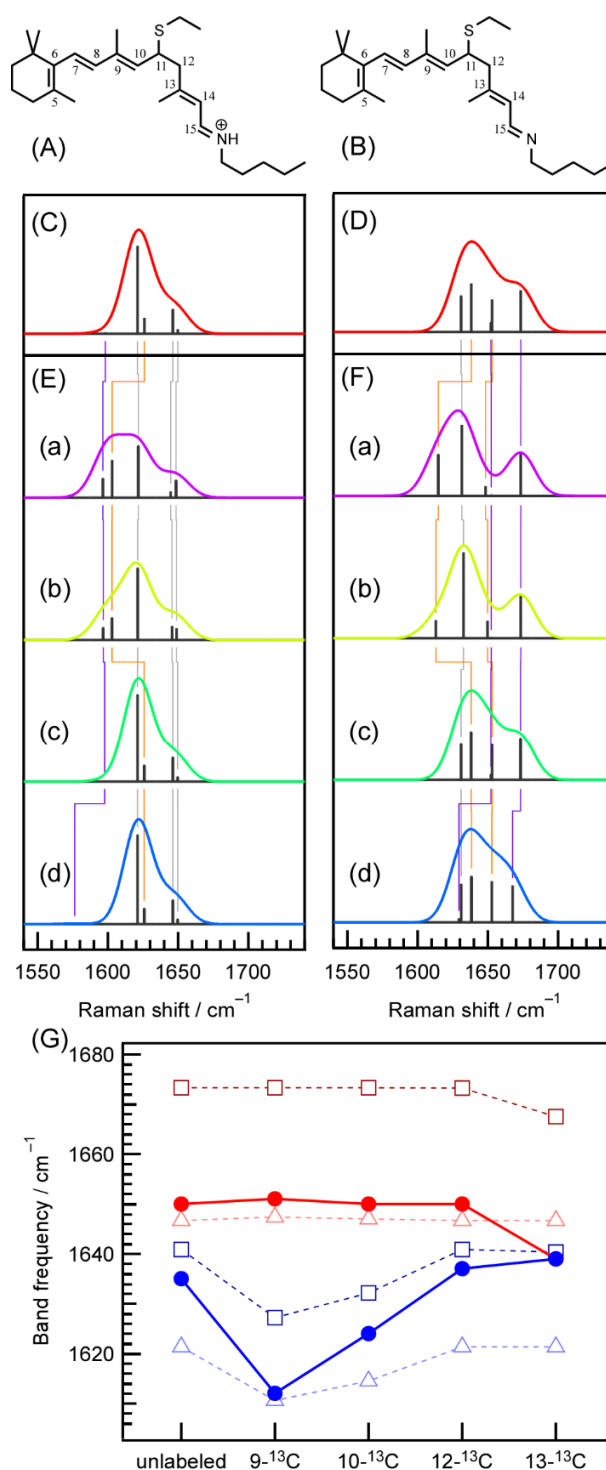 S S
8 10 8 10
6 12 6 12
7 9 11 7 9 11
13 13
5 14 5 14
15 ⊕ NH 15 N
(A) (B)
(C) (D)
(E) (F)
(a) (a)
(b) (b)
(c) (c)
(d) (d)
1550 1600 1650 1700 1550 1600 1650 1700
Raman shift / cm⁻¹ Raman shift / cm⁻¹
(G)
1680
1660
1640
1620
Band frequency / cm⁻¹
unlabeled 9-¹³C 10-¹³C 12-¹³C 13-¹³C